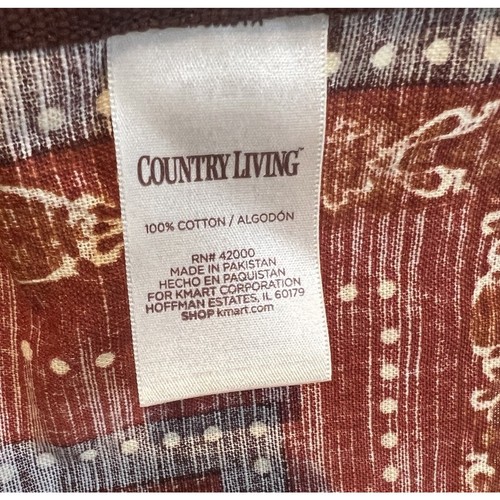 COUNTRY LIVING™
100% COTTON / ALGODÓN
RN# 42000
MADE IN PAKISTAN
HECHO EN PAQUISTAN
FOR KMART CORPORATION
HOFFMAN ESTATES, IL 60179
SHOP kmart.com